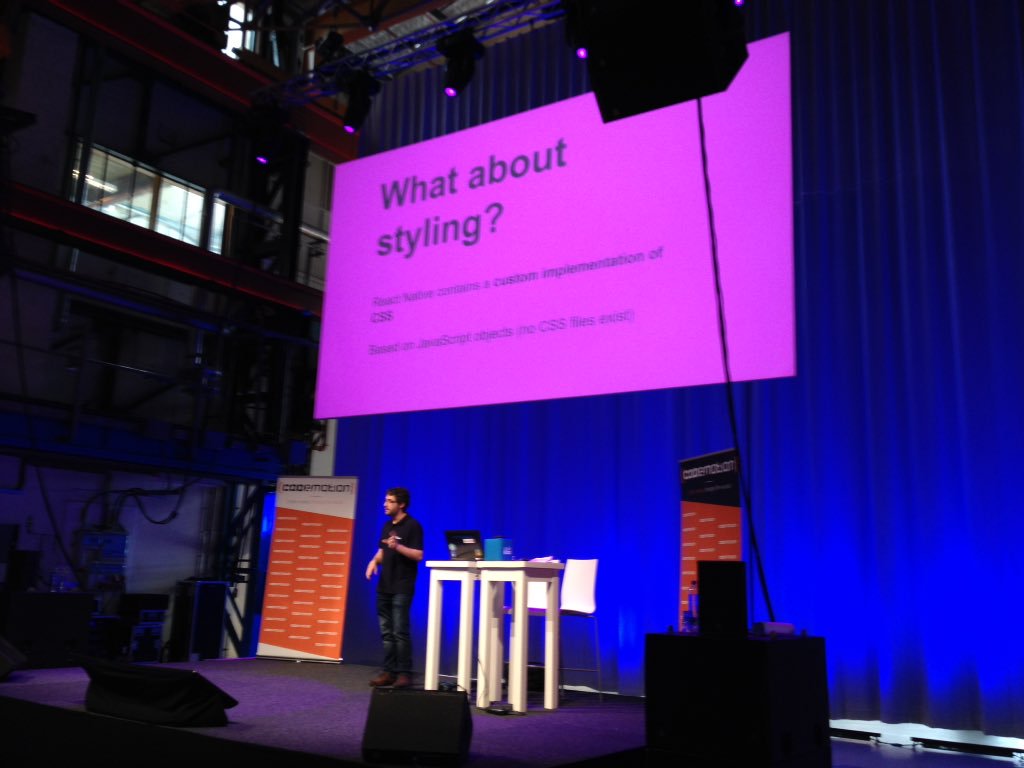 What about
styling?
React Native contains a custom implementation of
CSS
Based on JavaScript objects (no CSS files exist)
{codemotion}
codemotion